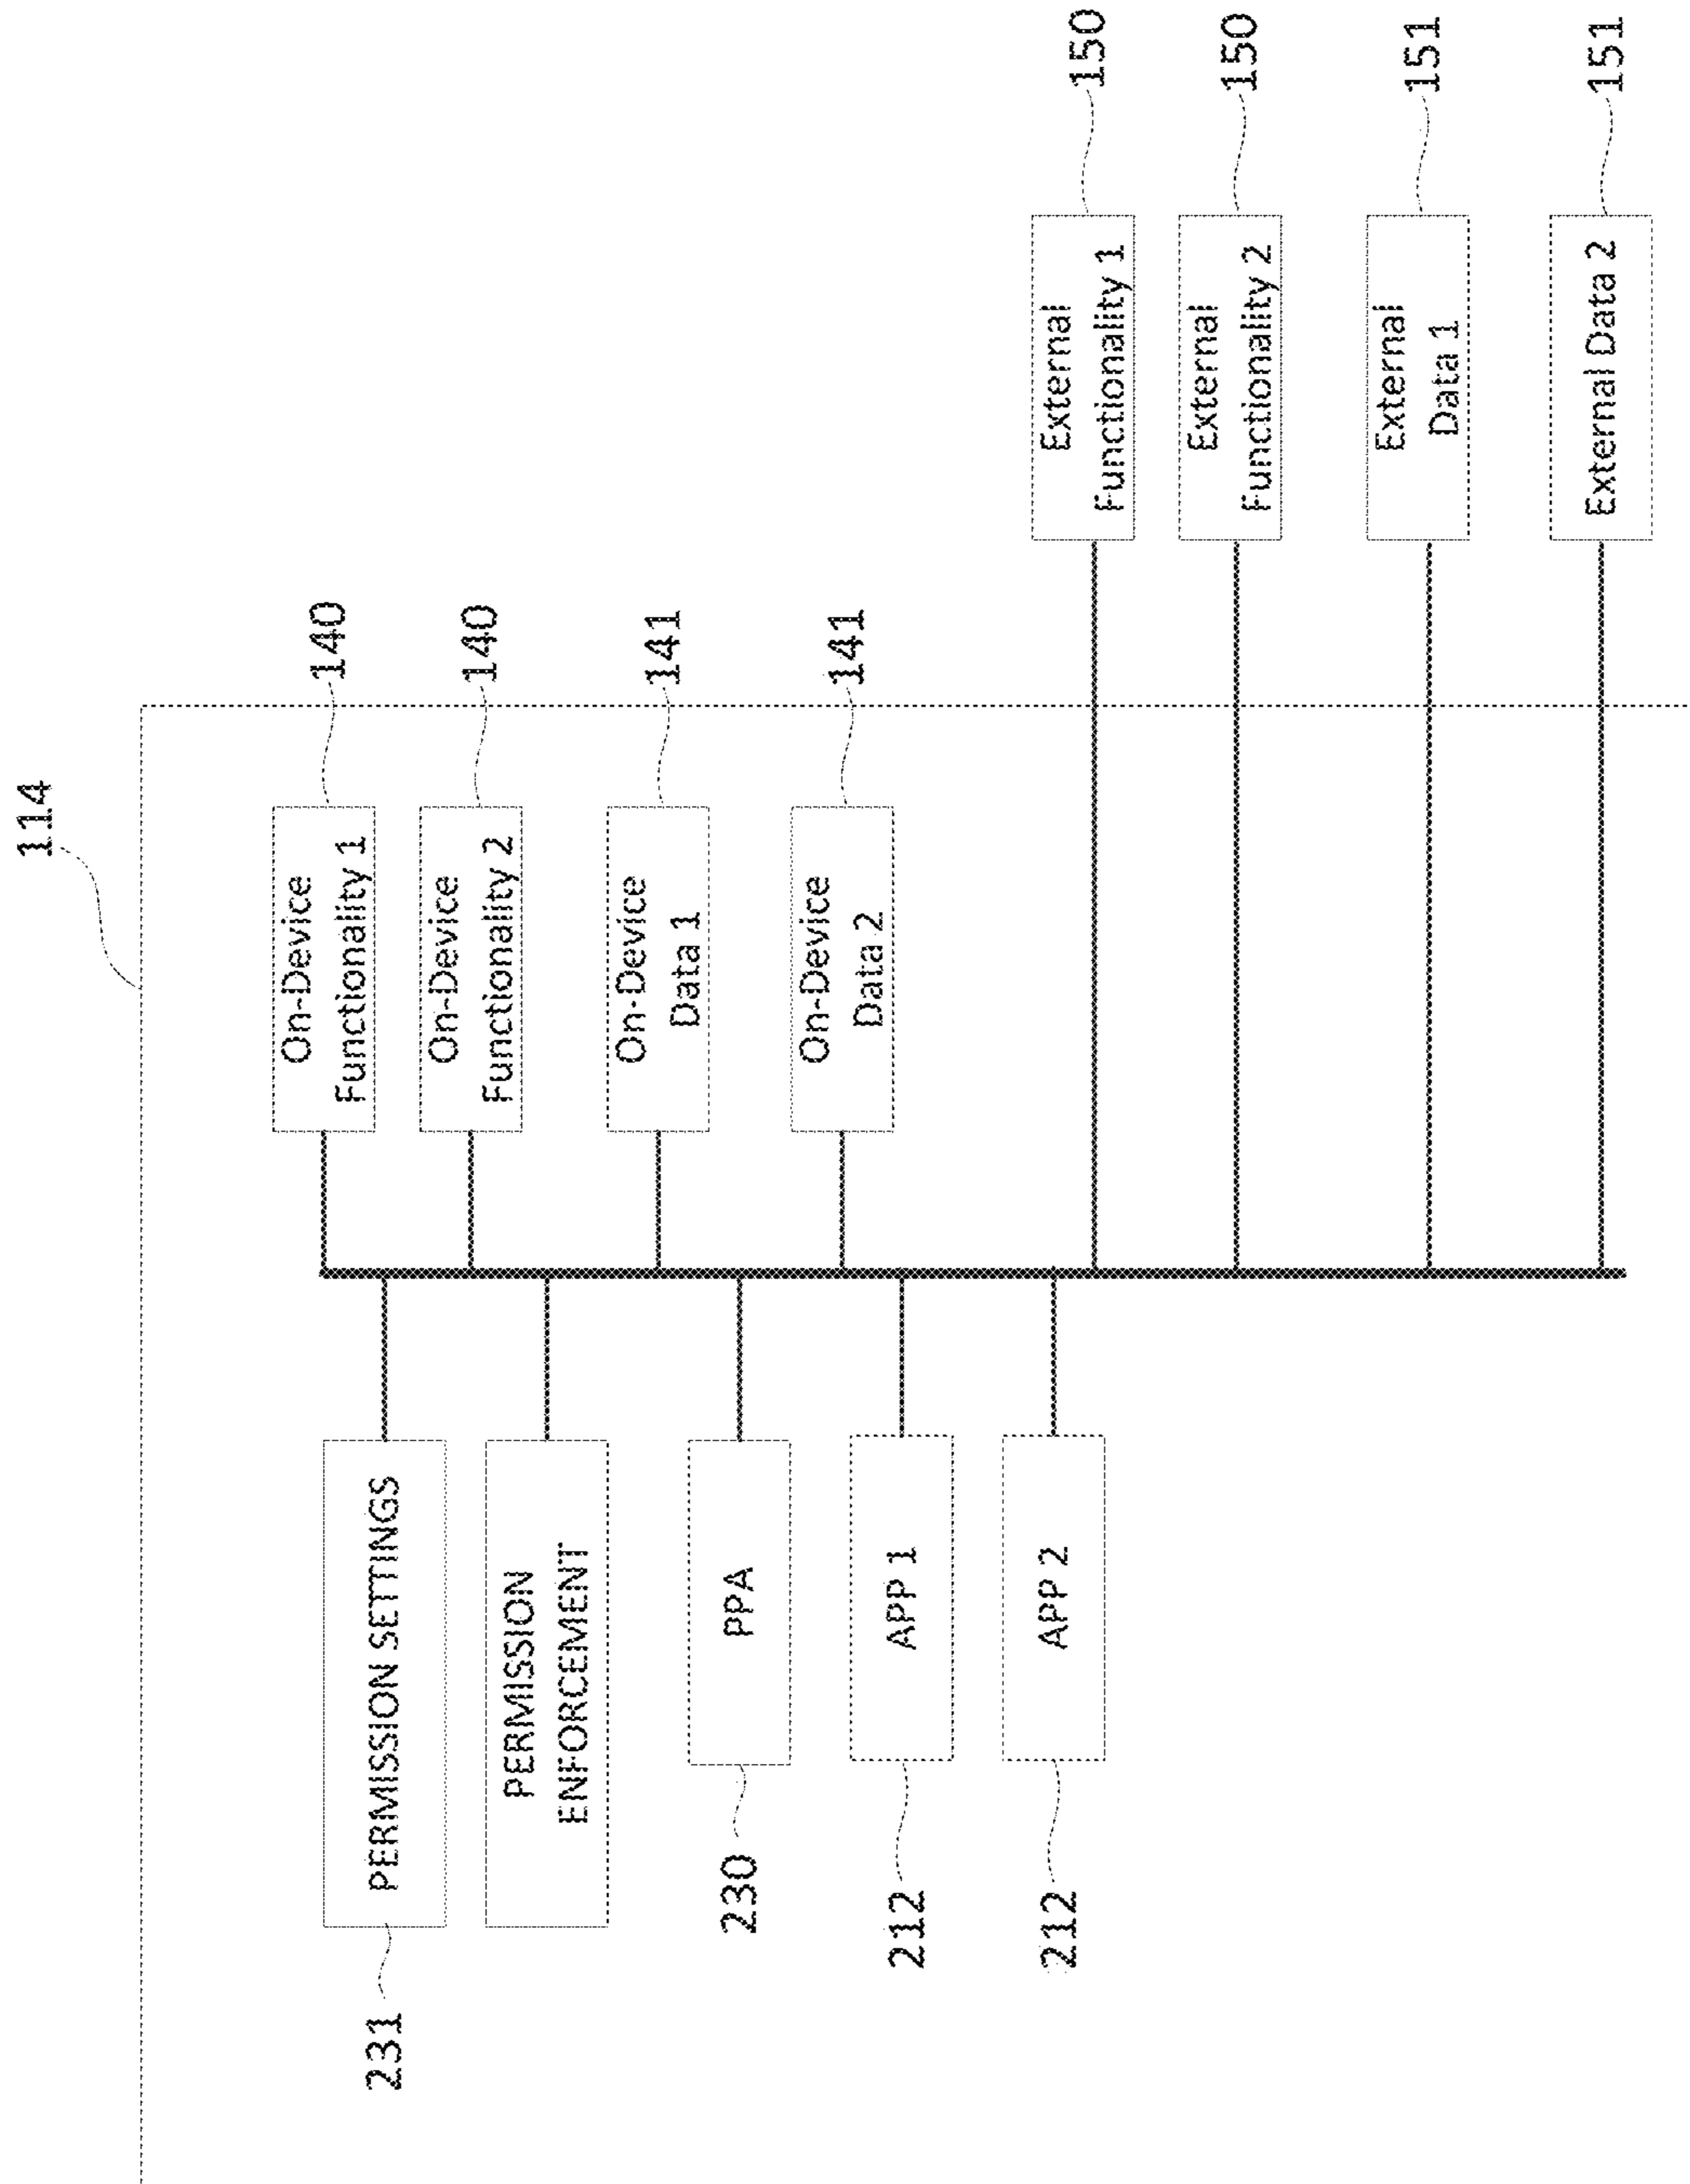 114
On-Device
Functionality 1
140
On-Device
Functionality 2
140
On-Device
Data 1
141
On-Device
Data 2
141
231
PERMISSION SETTINGS
PERMISSION
ENFORCEMENT
230
PPA
212
APP 1
212
APP 2
External
Functionality 1
150
External
Functionality 2
150
External
Data 1
151
External Data 2
151